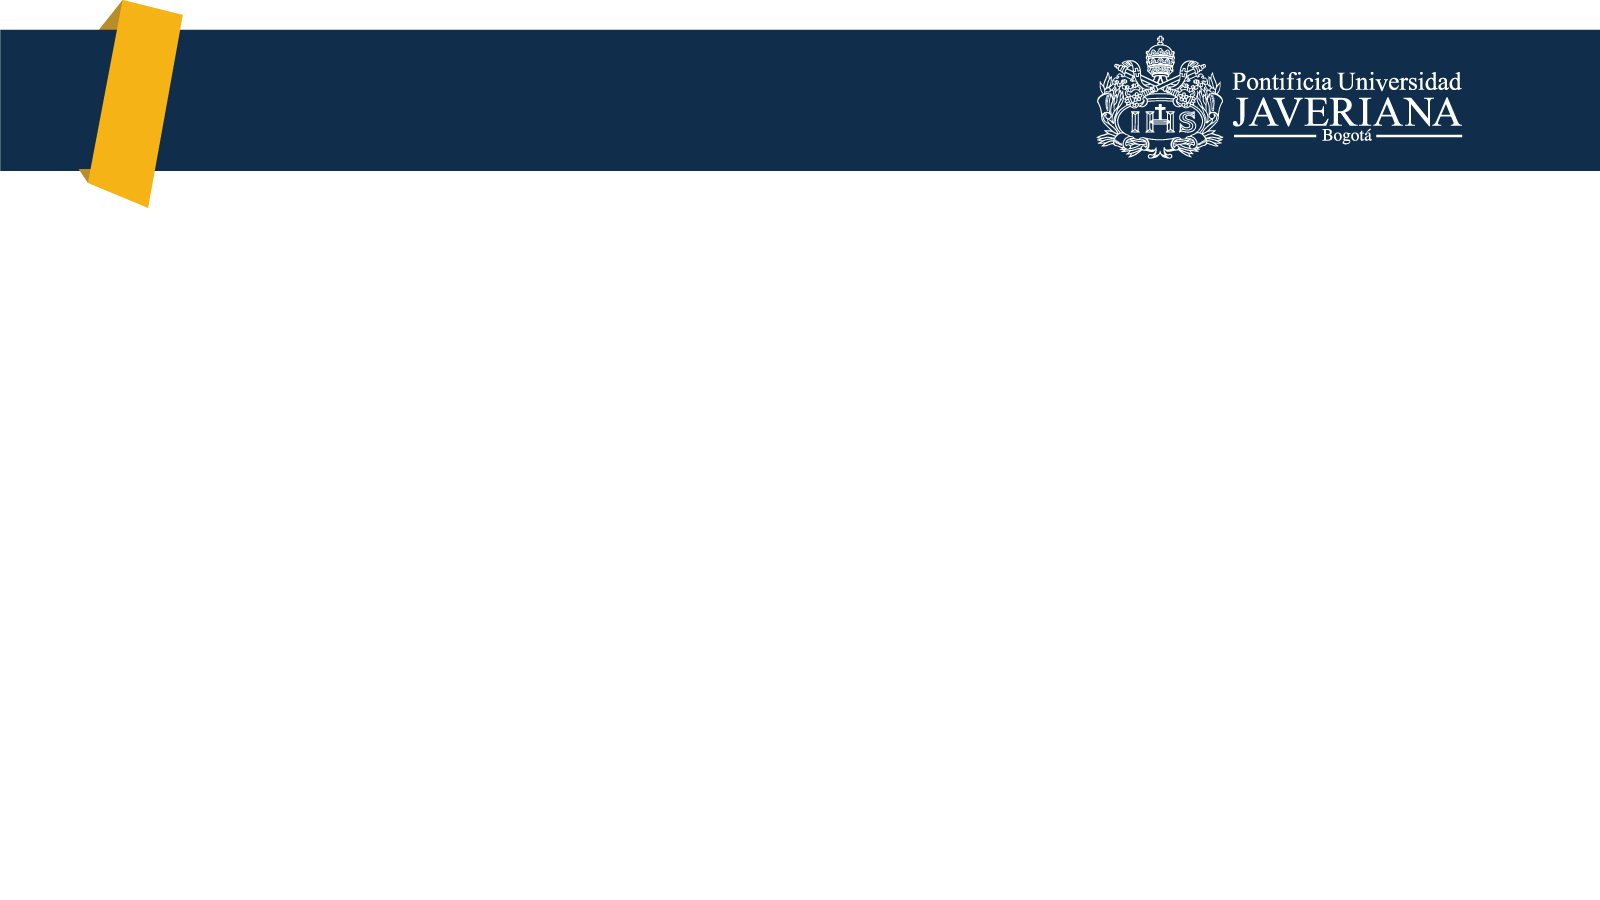 IHS
Pontificia Universidad
JAVERIANA
Bogotá